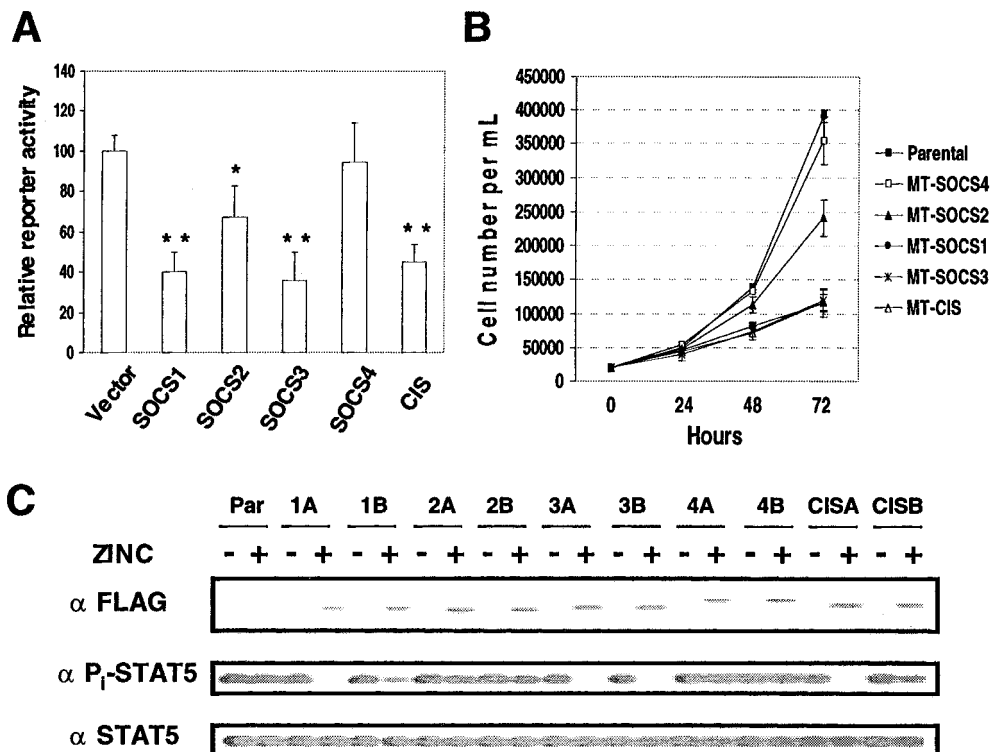 A
Relative reporter activity
140
120
100
80
60
40
20
0
* *
*
* *
* *
Vector
SOCS1
SOCS2
SOCS3
SOCS4
CIS
B
Cell number per mL
450000
400000
350000
300000
250000
200000
150000
100000
50000
0
0 24 48 72
Hours
Parental
MT-SOCS4
MT-SOCS2
MT-SOCS1
MT-SOCS3
MT-CIS
C
Par 1A 1B 2A 2B 3A 3B 4A 4B CISA CISB
ZINC - + - + - + - + - + - + - + - + - + - + - +
α FLAG
α Pi-STAT5
α STAT5